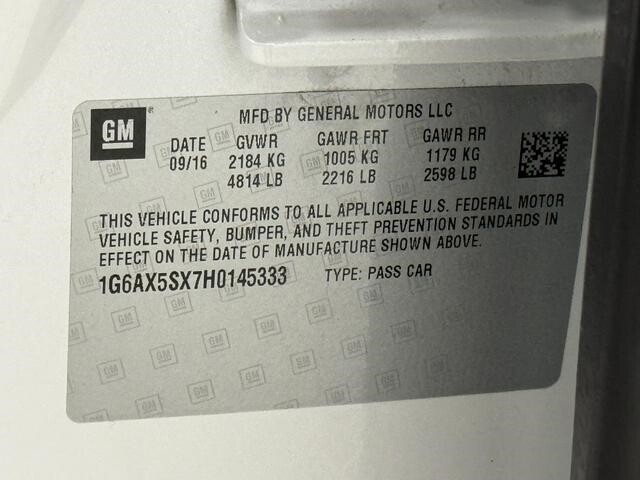 GM ® MFD BY GENERAL MOTORS LLC
DATE GVWR GAWR FRT GAWR RR
09/16 2184 KG 1005 KG 1179 KG
4814 LB 2216 LB 2598 LB
THIS VEHICLE CONFORMS TO ALL APPLICABLE U.S. FEDERAL MOTOR
VEHICLE SAFETY, BUMPER, AND THEFT PREVENTION STANDARDS IN
EFFECT ON THE DATE OF MANUFACTURE SHOWN ABOVE.
1G6AX5SX7H0145333 TYPE: PASS CAR